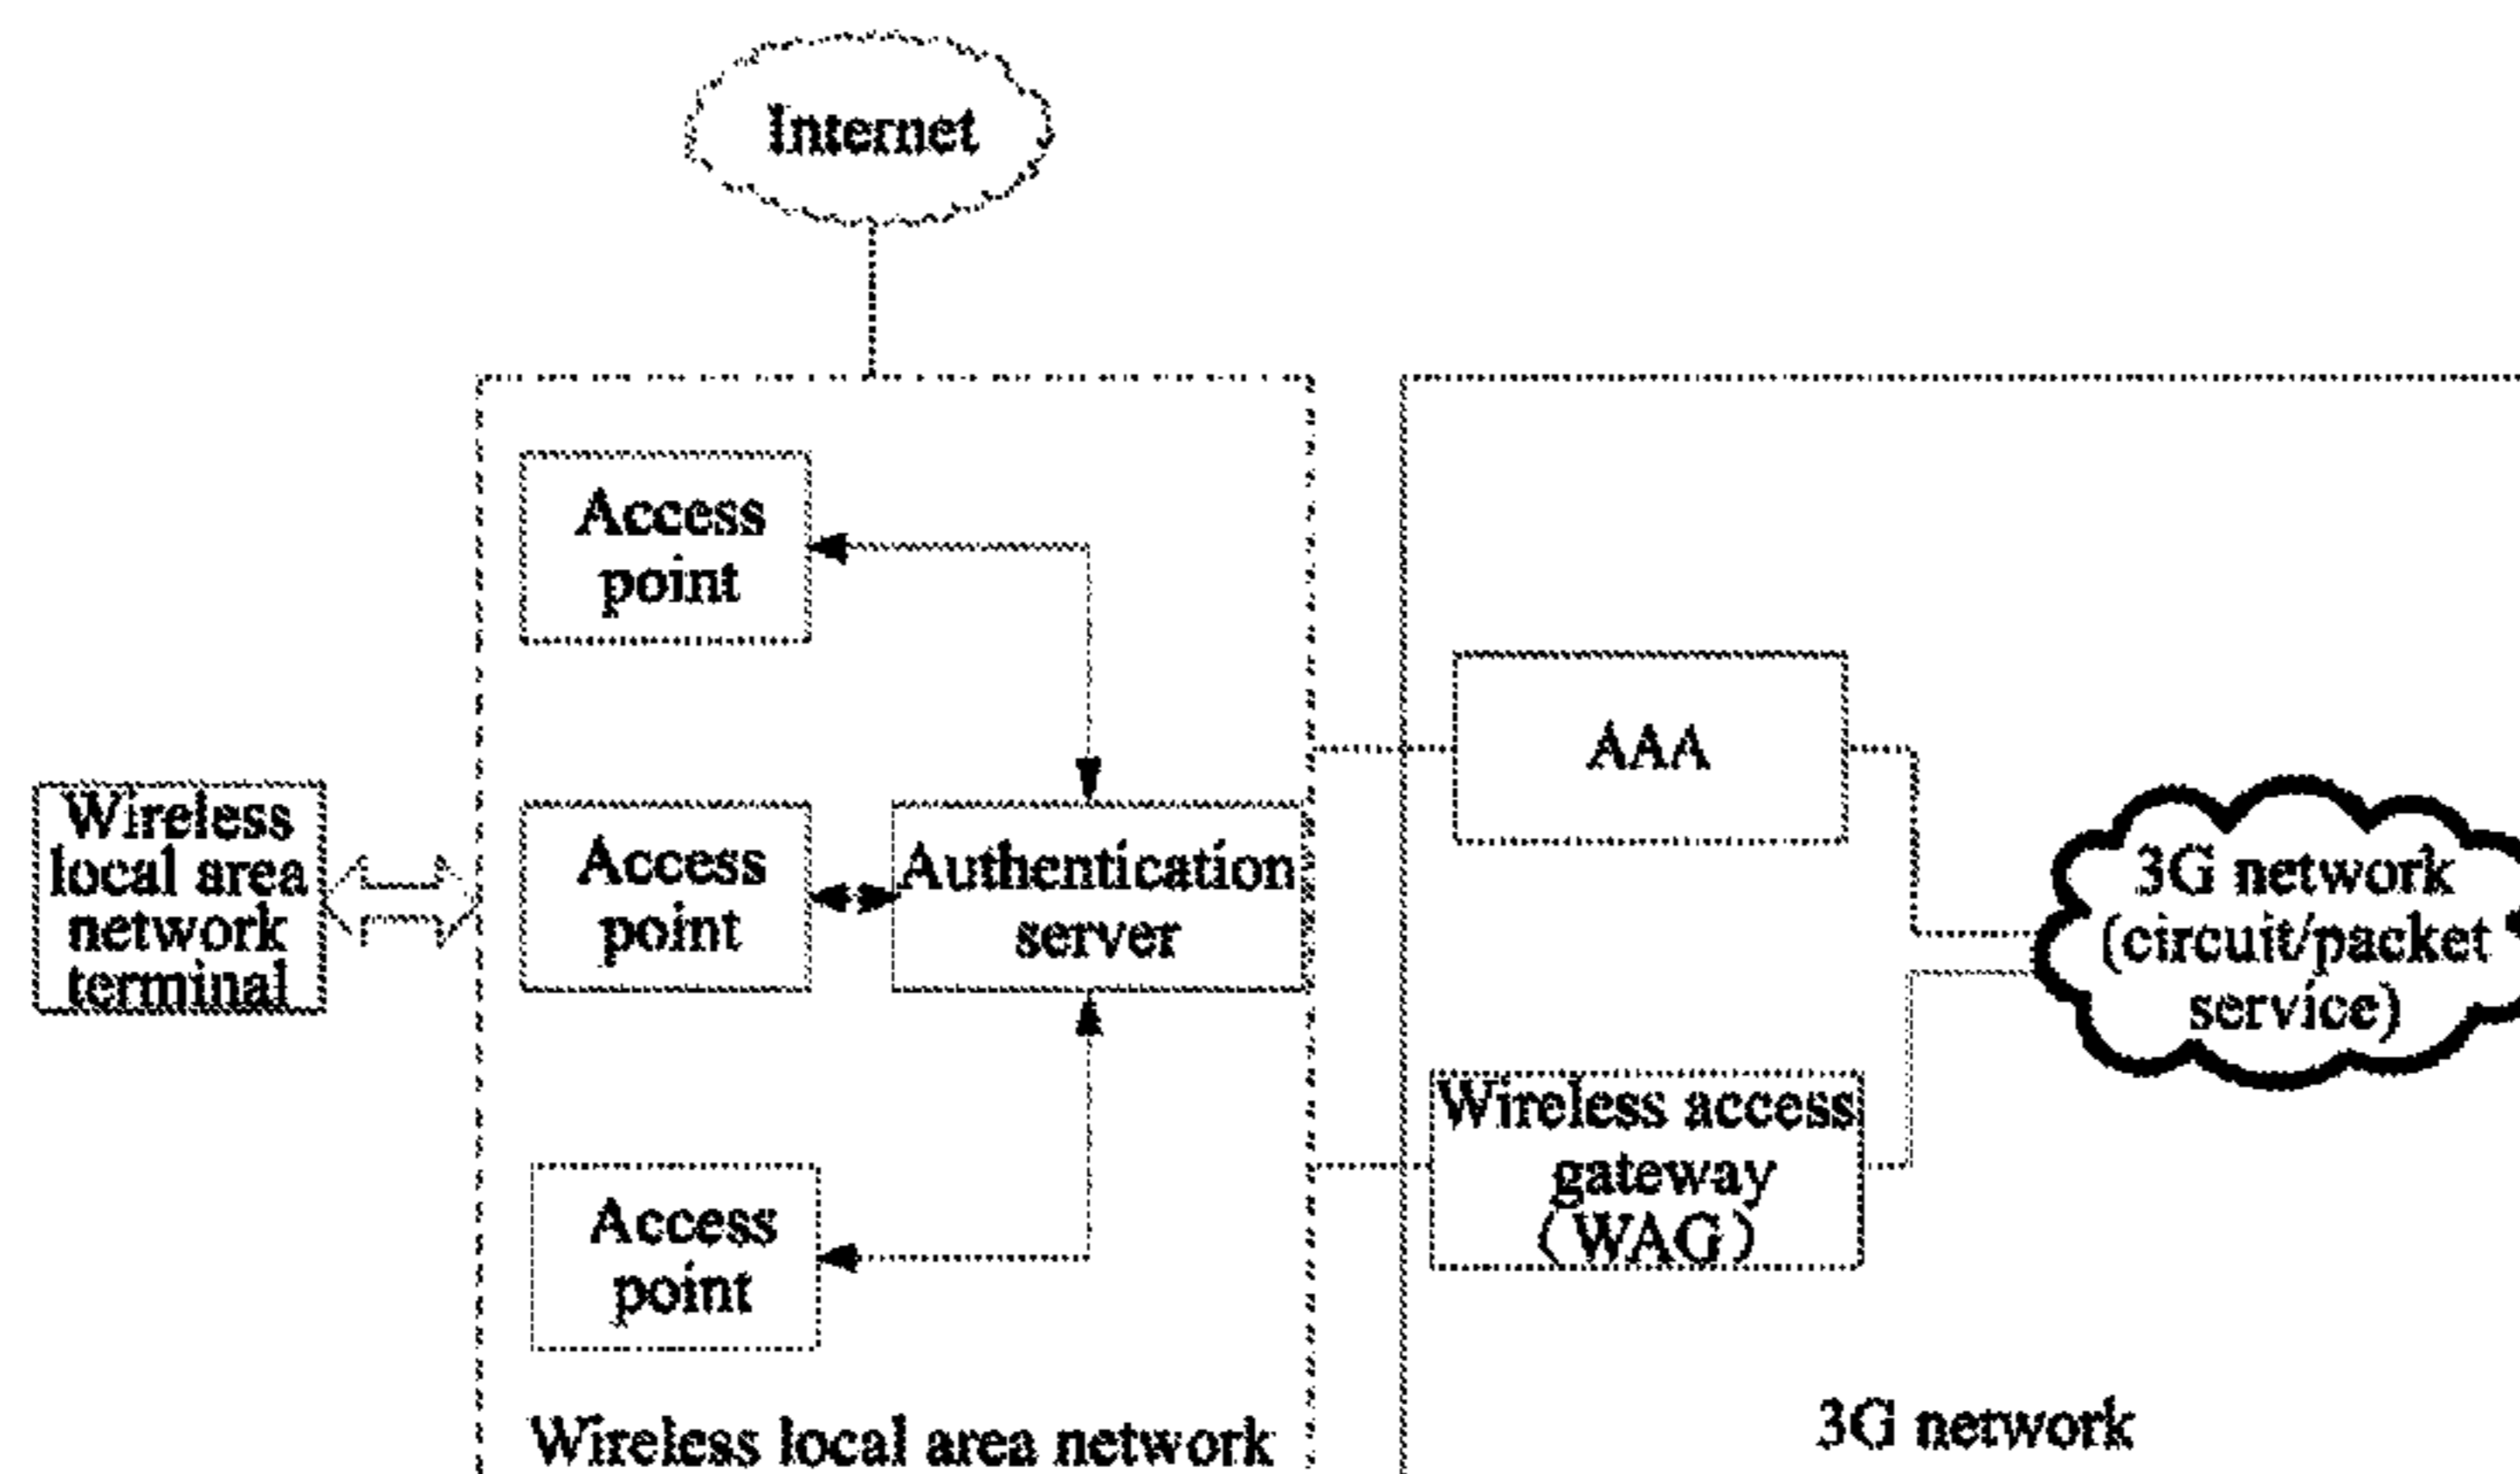 Internet
Access
point
AAA
Wireless
local area
network
terminal
Access
point
Authentication
server
3G network
(circuit/packet
service)
Wireless access
gateway
(WAG)
Access
point
Wireless local area network
3G network